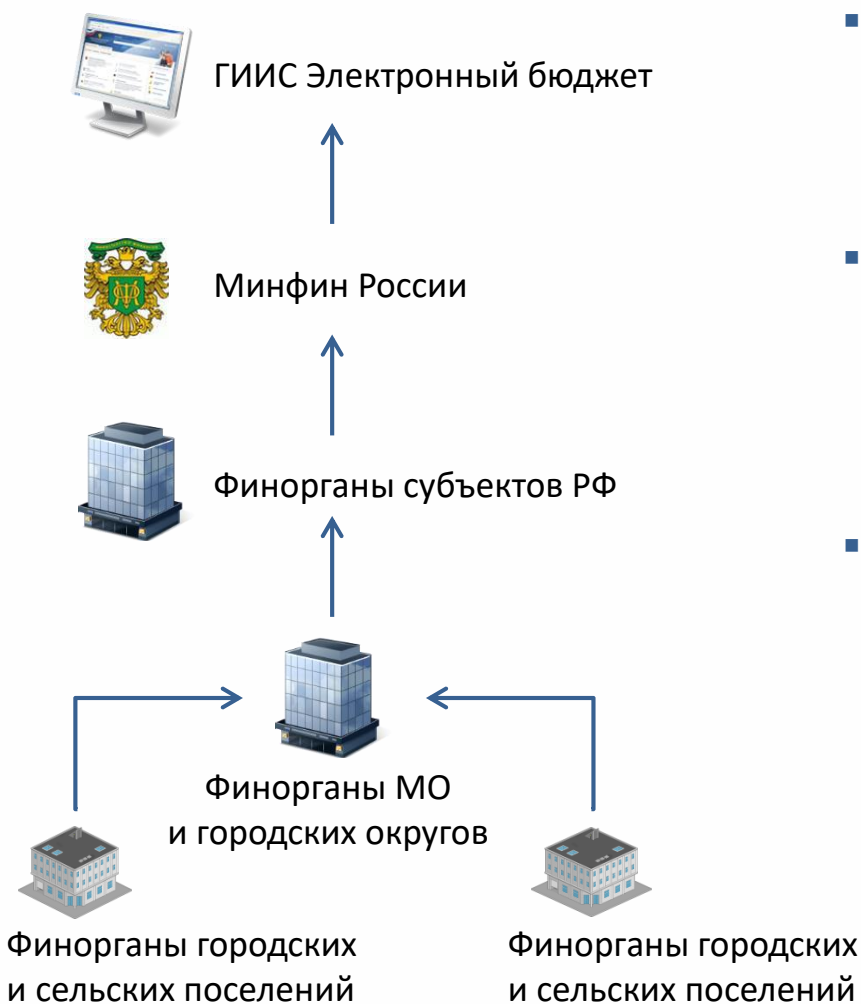 ГИИС Электронный бюджет
Минфин России
Финорганы субъектов РФ
Финорганы МО
и городских округов
Финорганы городских
и сельских поселений
Финорганы городских
и сельских поселений